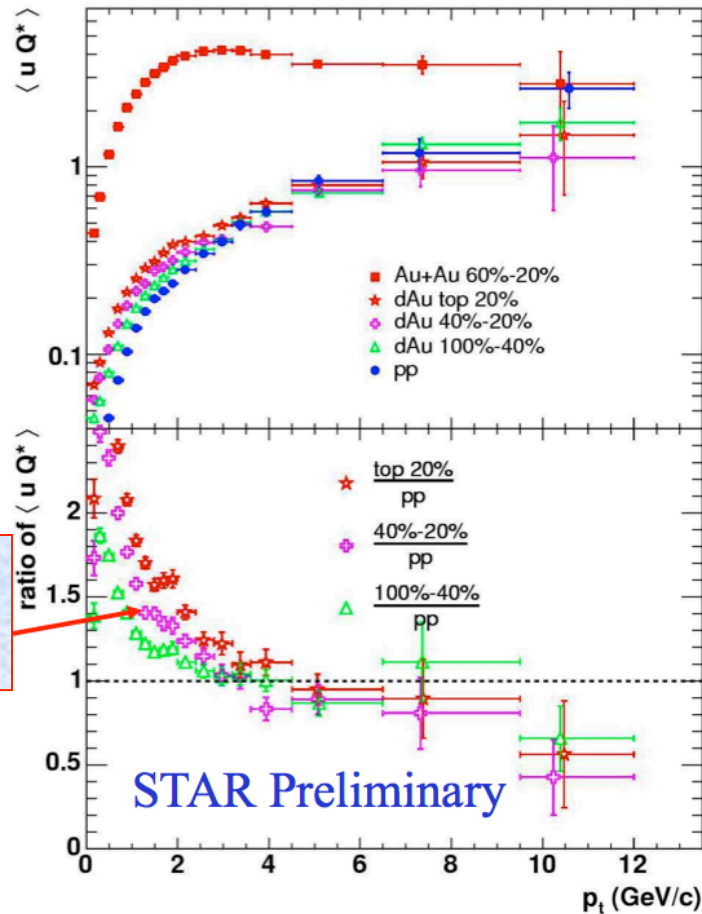 ⟨ u Q* ⟩
1
0.1
Au+Au 60%-20%
dAu top 20%
dAu 40%-20%
dAu 100%-40%
pp
ratio of ⟨ u Q* ⟩
2
1.5
1
0.5
0
top 20%
pp
40%-20%
pp
100%-40%
pp
STAR Preliminary
0 2 4 6 8 10 12
pt (GeV/c)